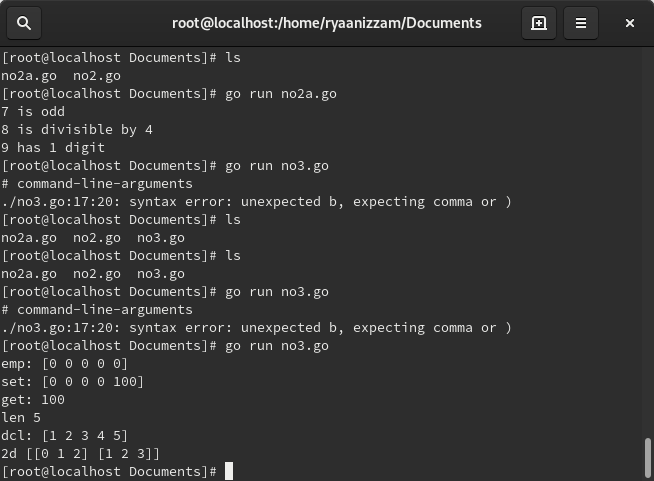 root@localhost:/home/ryaanizzam/Documents
[root@localhost Documents]# ls
no2a.go  no2.go
[root@localhost Documents]# go run no2a.go
7 is odd
8 is divisible by 4
9 has 1 digit
[root@localhost Documents]# go run no3.go
# command-line-arguments
./no3.go:17:20: syntax error: unexpected b, expecting comma or )
[root@localhost Documents]# ls
no2a.go  no2.go  no3.go
[root@localhost Documents]# ls
no2a.go  no2.go  no3.go
[root@localhost Documents]# go run no3.go
# command-line-arguments
./no3.go:17:20: syntax error: unexpected b, expecting comma or )
[root@localhost Documents]# go run no3.go
emp: [0 0 0 0 0]
set: [0 0 0 0 100]
get: 100
len 5
dcl: [1 2 3 4 5]
2d [[0 1 2] [1 2 3]]
[root@localhost Documents]#